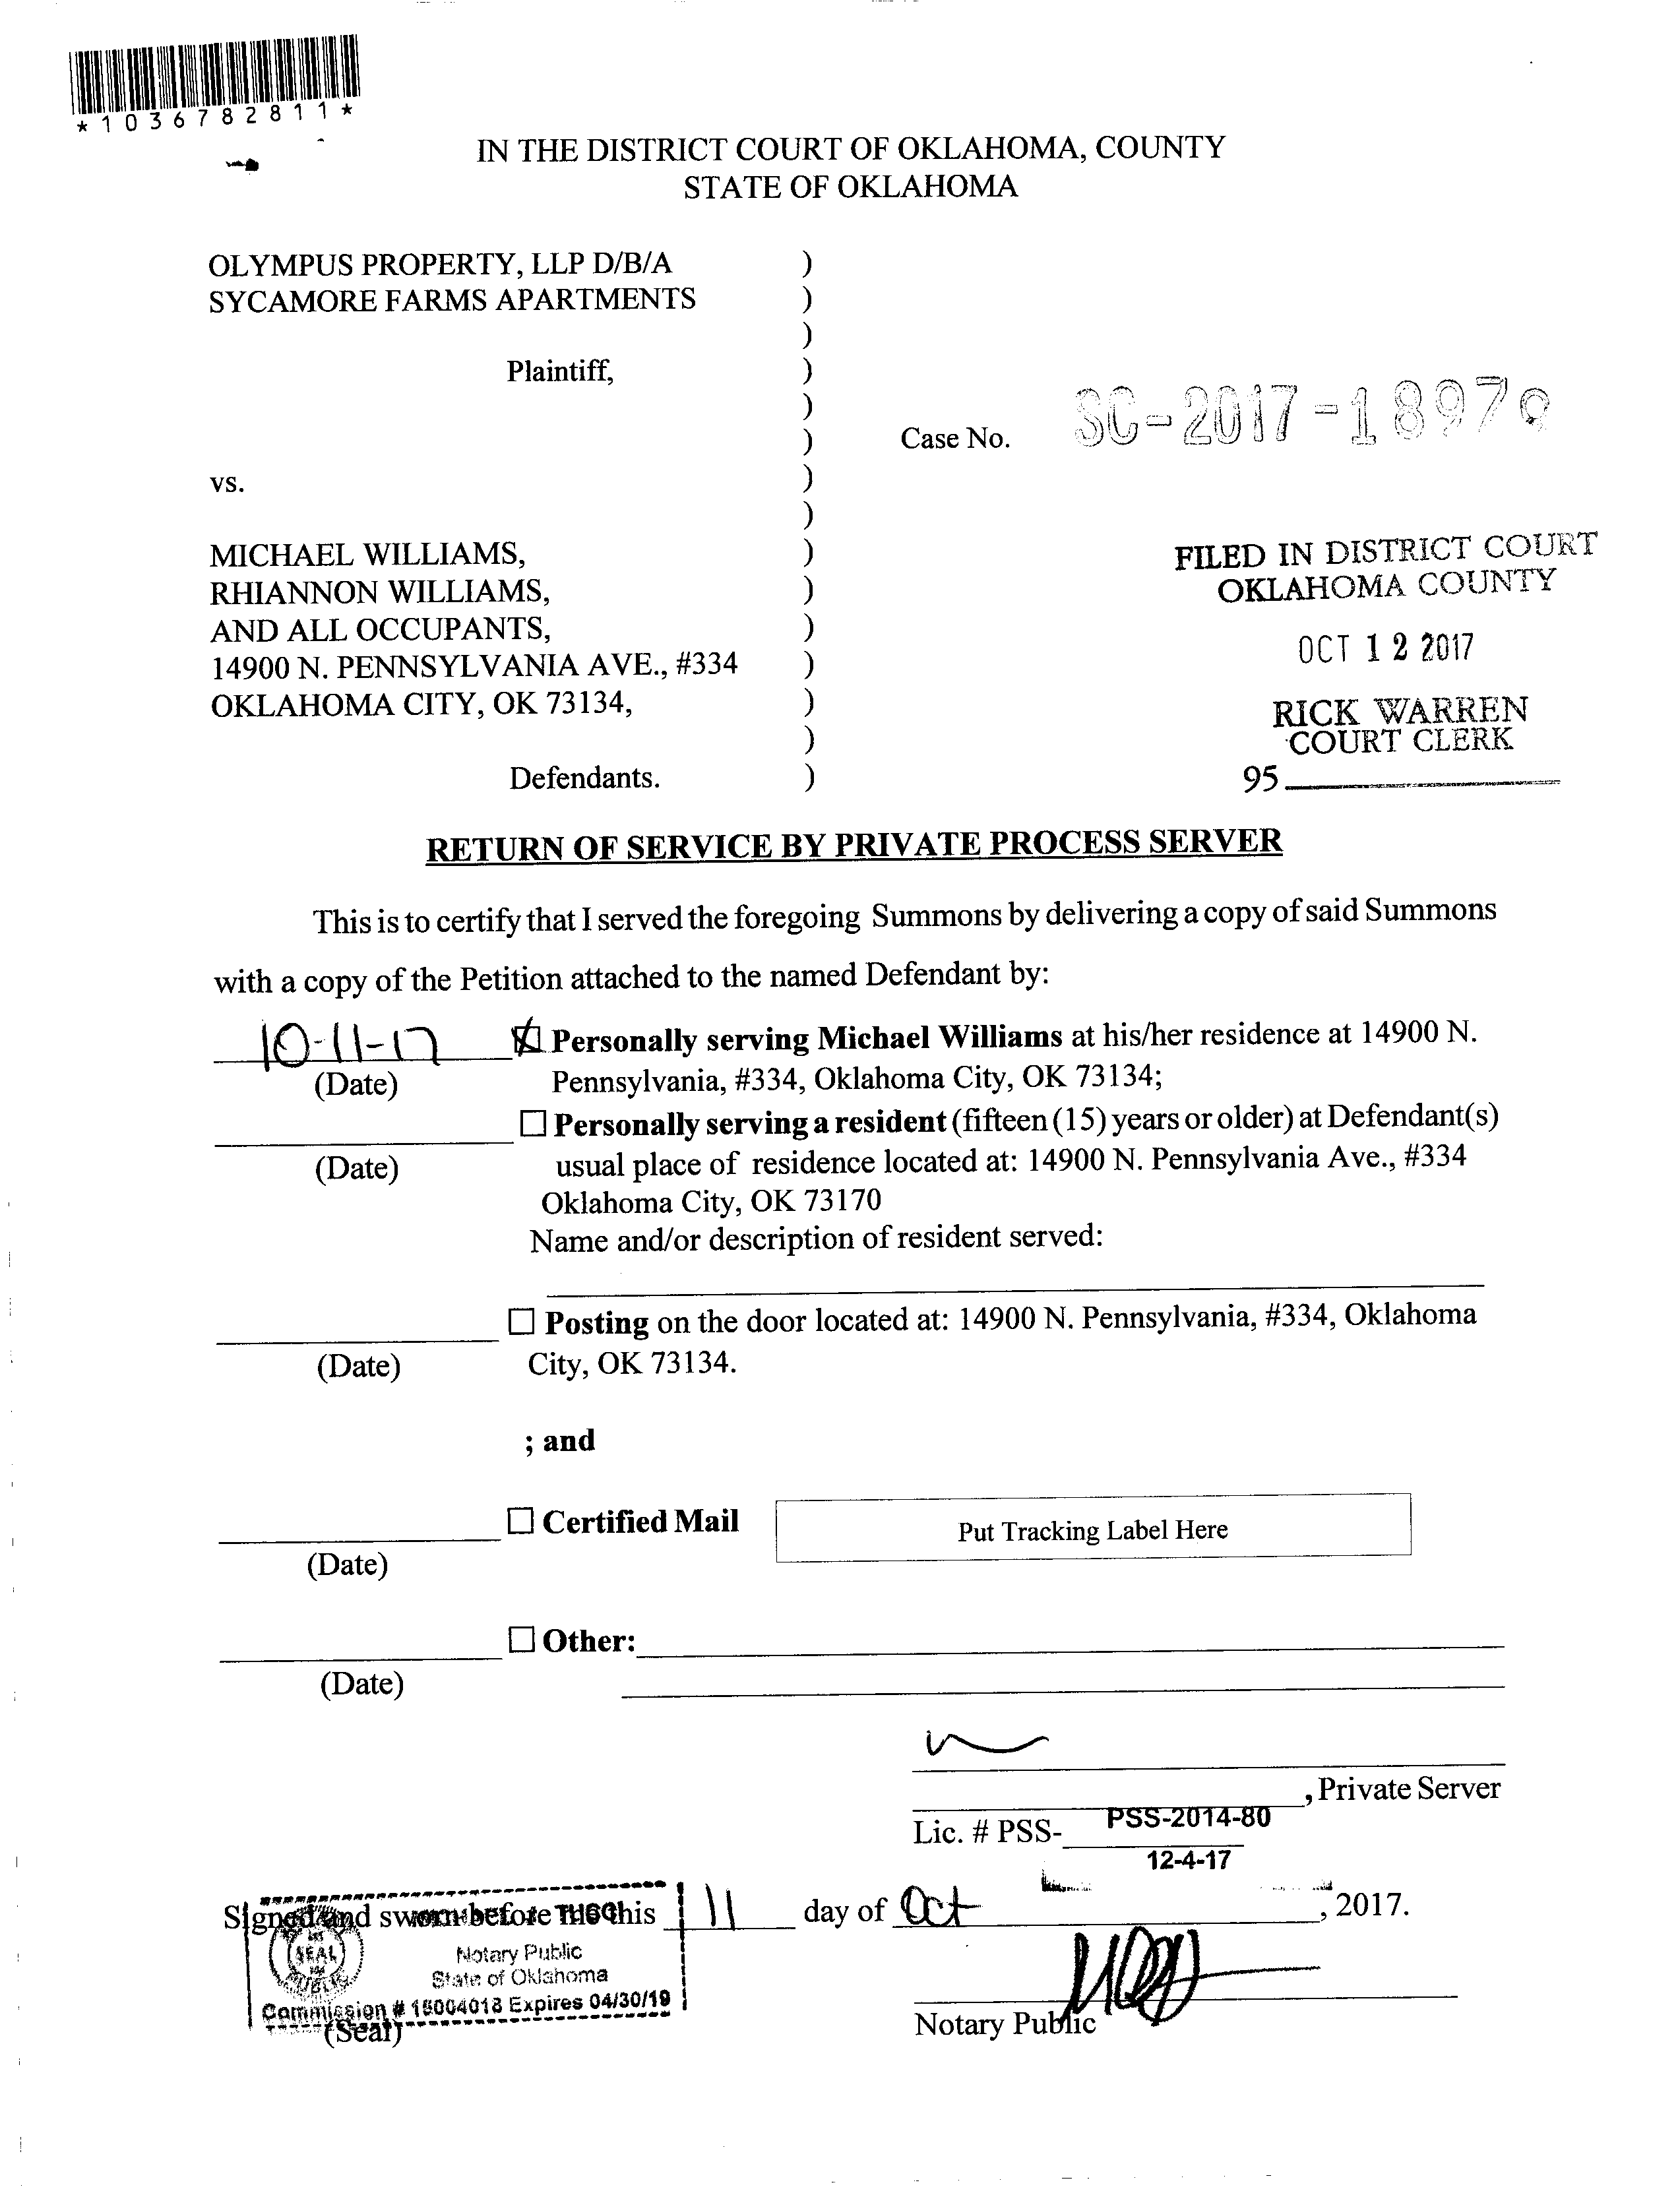 *1036782811*
IN THE DISTRICT COURT OF OKLAHOMA, COUNTY
STATE OF OKLAHOMA
OLYMPUS PROPERTY, LLP D/B/A )
SYCAMORE FARMS APARTMENTS )
)
Plaintiff, )
)
Case No. SC-2017-1897 )
vs. )
)
MICHAEL WILLIAMS, )
RHIANNON WILLIAMS, )
AND ALL OCCUPANTS, )
14900 N. PENNSYLVANIA AVE., #334 )
OKLAHOMA CITY, OK 73134, )
)
Defendants. )
FILED IN DISTRICT COURT
OKLAHOMA COUNTY
OCT 12 2017
RICK WARREN
COURT CLERK
95
RETURN OF SERVICE BY PRIVATE PROCESS SERVER
This is to certify that I served the foregoing Summons by delivering a copy of said Summons
with a copy of the Petition attached to the named Defendant by:
10-11-17 Personally serving Michael Williams at his/her residence at 14900 N.
(Date) Pennsylvania, #334, Oklahoma City, OK 73134;
Personally serving a resident (fifteen (15) years or older) at Defendant(s)
(Date) usual place of residence located at: 14900 N. Pennsylvania Ave., #334
Oklahoma City, OK 73170
Name and/or description of resident served:
Posting on the door located at: 14900 N. Pennsylvania, #334, Oklahoma
(Date) City, OK 73134.
; and
Certified Mail Put Tracking Label Here
(Date)
Other:
(Date)
, Private Server
Lic. # PSS- PSS-2014-80
12-4-17
Signed and sworn before this 11 day of Oct, 2017.
SEAL
Notary Public
State of Oklahoma
Commission # 15004018 Expires 04/30/19
(Seal)
Notary Public